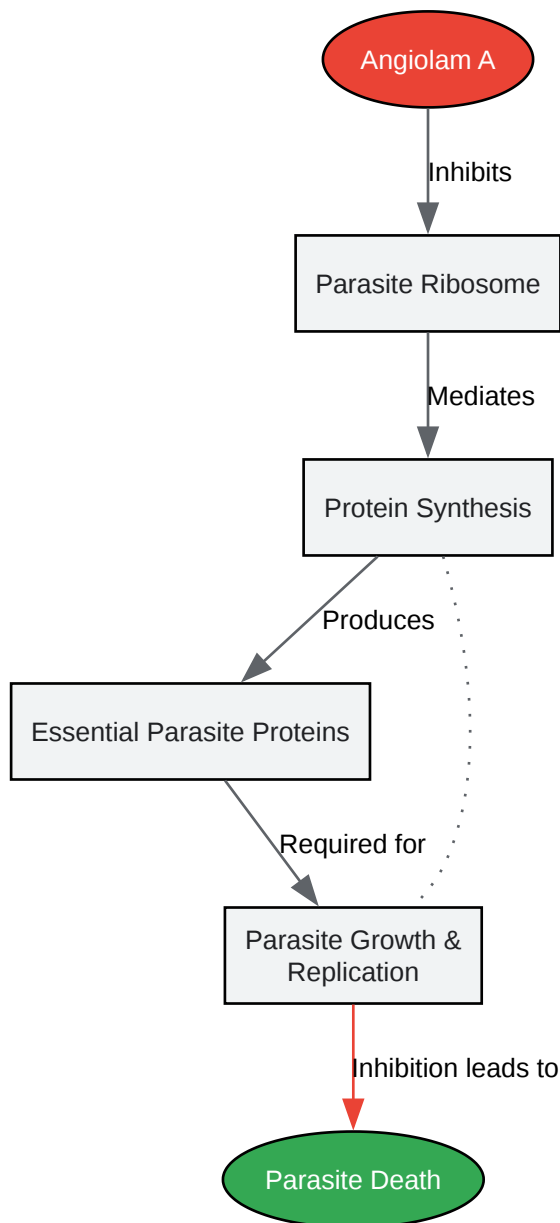 Angiolam A
Inhibits
Parasite Ribosome
Mediates
Protein Synthesis
Produces
Essential Parasite Proteins
Required for
Parasite Growth &
Replication
Inhibition leads to
Parasite Death